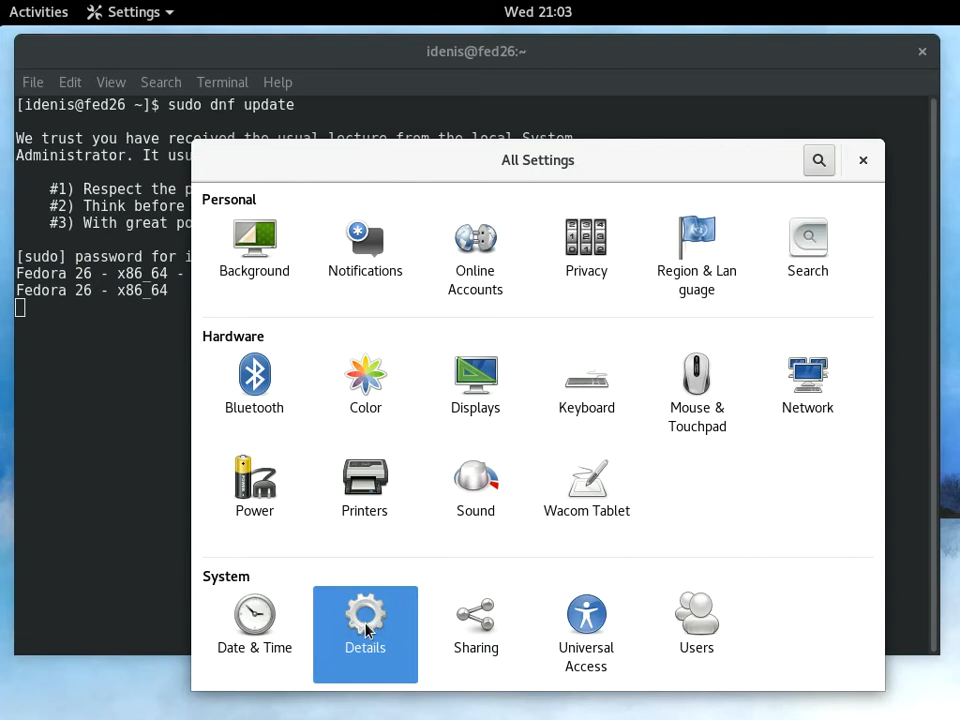 Activities Settings Wed 21:03
idenis@fed26:~
File Edit View Search Terminal Help
[idenis@fed26 ~]$ sudo dnf update
We trust you have received the usual lecture from the local System
Administrator. It usu
#1) Respect the p
#2) Think before
#3) With great po
[sudo] password for i
Fedora 26 - x86_64 -
Fedora 26 - x86_64
All Settings
Personal
Background Notifications Online Accounts Privacy Region & Lan guage Search
Hardware
Bluetooth Color Displays Keyboard Mouse & Touchpad Network
Power Printers Sound Wacom Tablet
System
Date & Time Details Sharing Universal Access Users